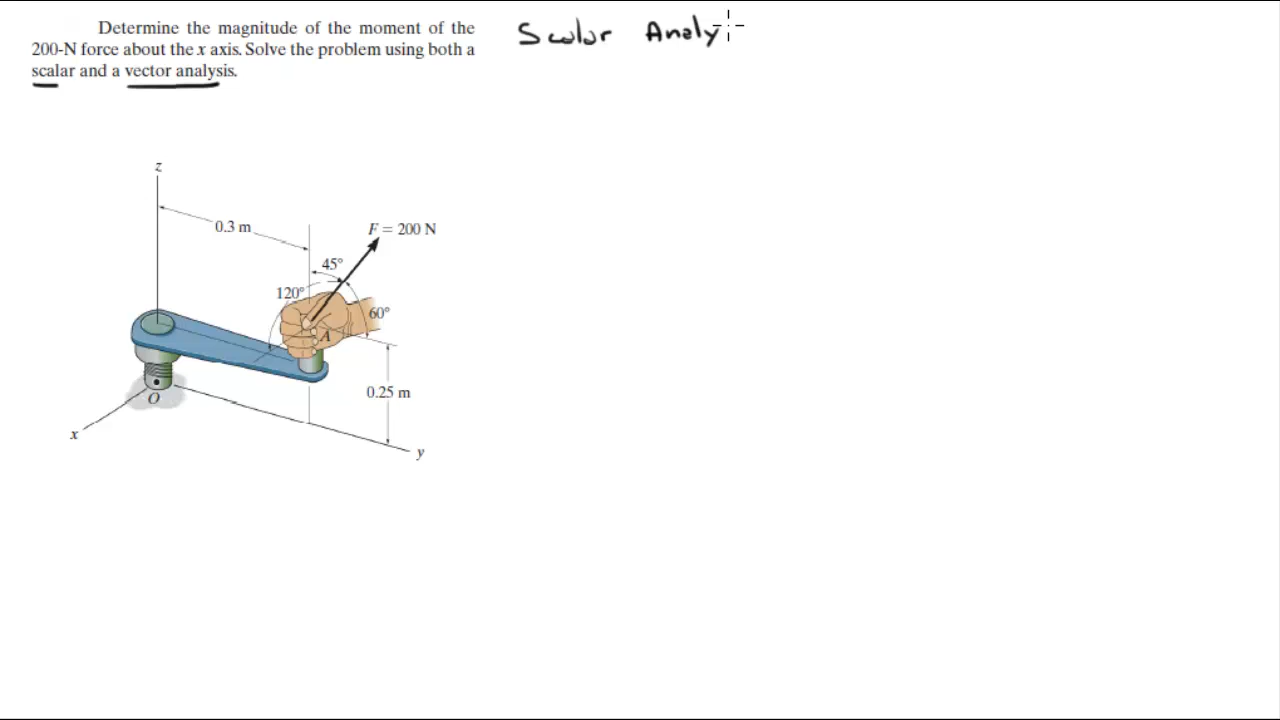 Determine the magnitude of the moment of the
200-N force about the x axis. Solve the problem using both a
scalar and a vector analysis.
Scalar Analy
z
0.3 m
F = 200 N
45°
120°
60°
A
0.25 m
O
x
y